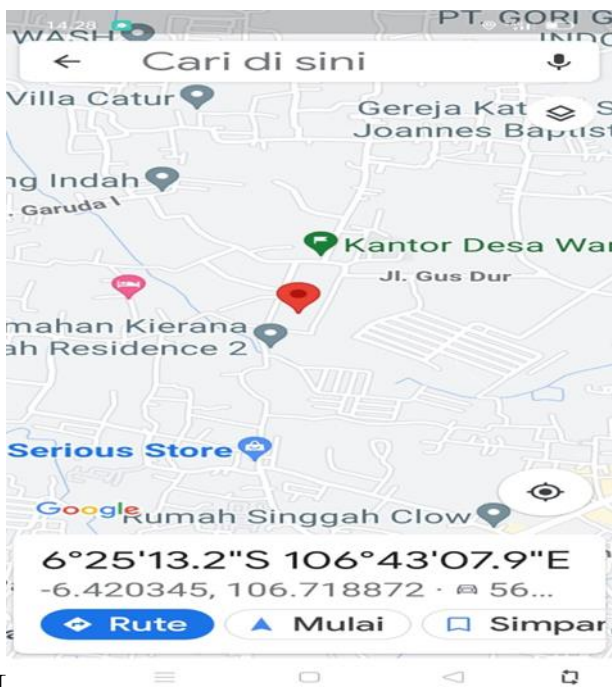 14.28
PT. GORI G
WASH
INDO
Cari di sini
Villa Catur
Gereja Kat
S
Joannes Baptist
ng Indah
. Garuda I
Kantor Desa War
Jl. Gus Dur
mahan Kierana
ah Residence 2
Serious Store
Google
Rumah Singgah Clow
6°25'13.2"S 106°43'07.9"E
-6.420345, 106.718872 · 56...
Rute
Mulai
Simpan